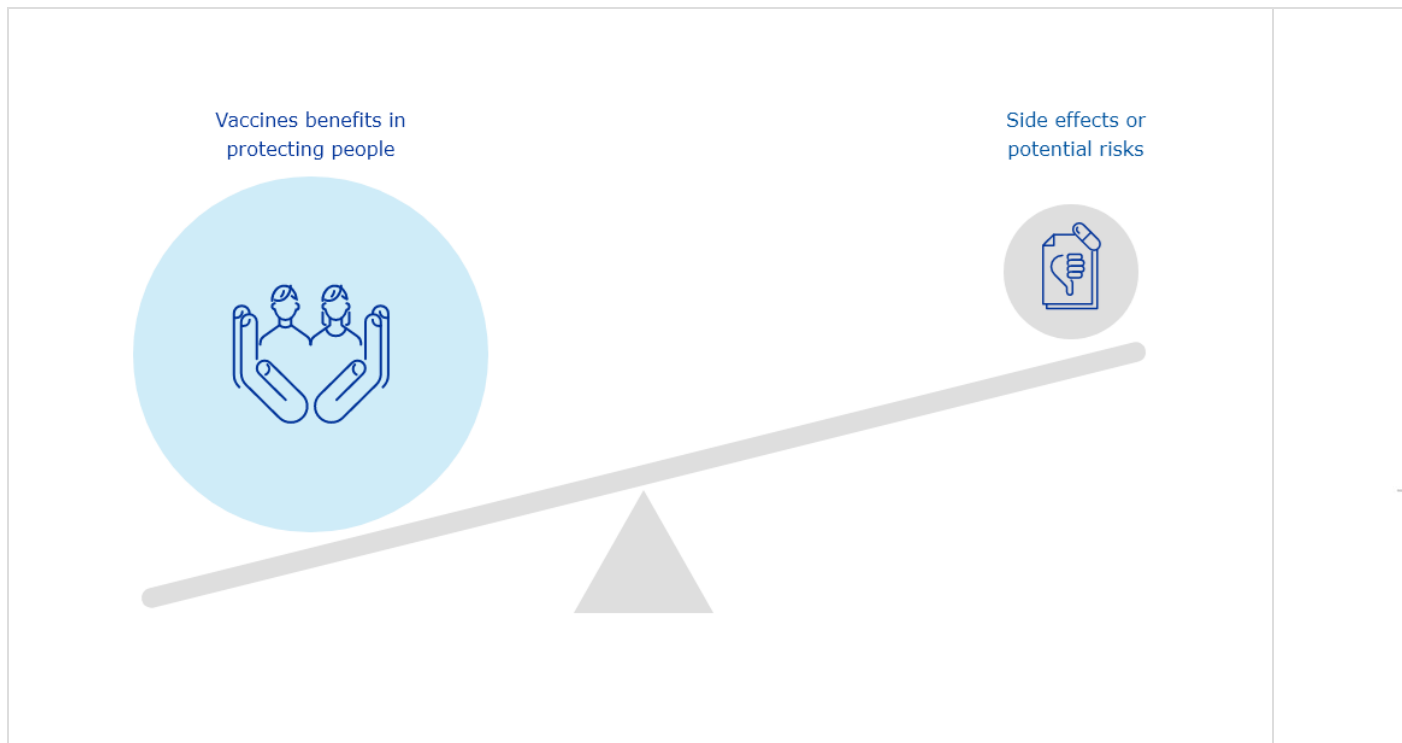 Vaccines benefits in
protecting people
Side effects or
potential risks